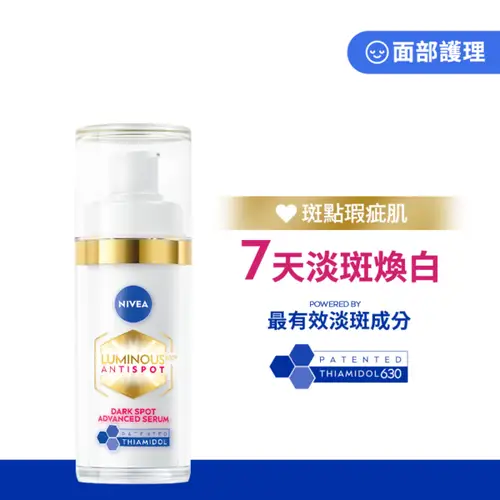 面部護理
斑點瑕疵肌
7天淡斑煥白
POWERED BY
最有效淡斑成分
PATENTED
THIAMIDOL630
NIVEA
LUMINOUS630
ANTISPOT
DARK SPOT
ADVANCED SERUM
PATENTED
THIAMIDOL